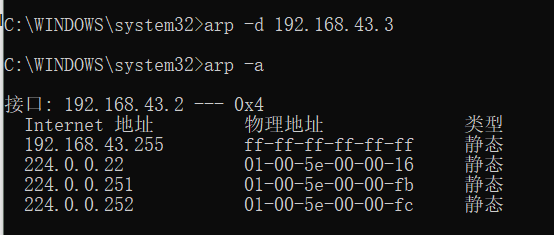 C:\WINDOWS\system32>arp -d 192.168.43.3
C:\WINDOWS\system32>arp -a
接口: 192.168.43.2 --- 0x4
Internet 地址 物理地址 类型
192.168.43.255 ff-ff-ff-ff-ff-ff 静态
224.0.0.22 01-00-5e-00-00-16 静态
224.0.0.251 01-00-5e-00-00-fb 静态
224.0.0.252 01-00-5e-00-00-fc 静态